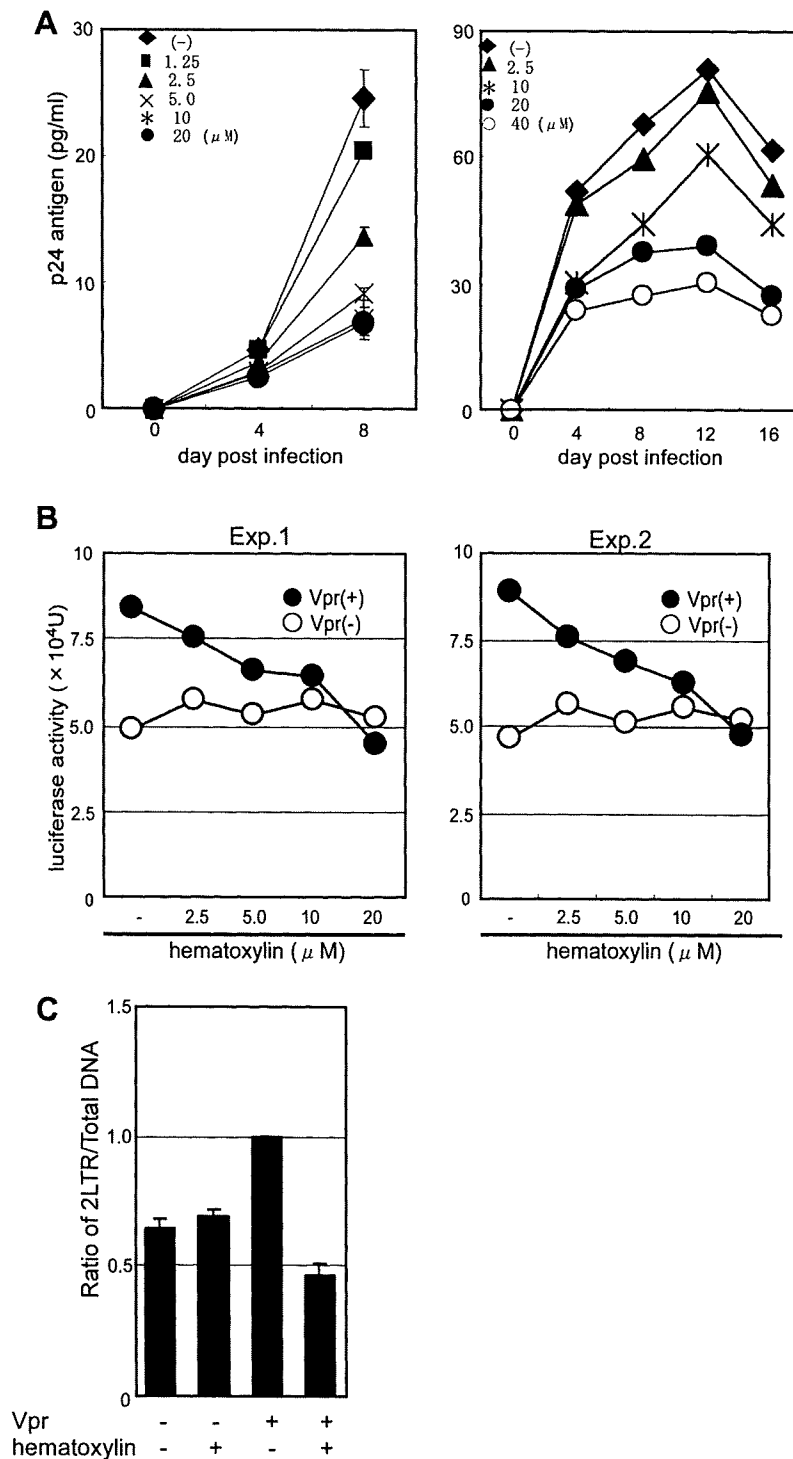 A
p24 antigen (pg/ml)
30
20
10
0
(-)
1.25
2.5
5.0
10
20 (μM)
0 4 8
day post infection
90
60
30
0
(-)
2.5
10
20
40 (μM)
0 4 8 12 16
day post infection
B
Exp.1
luciferase activity (×10⁴U)
10
7.5
5.0
2.5
0
Vpr(+)
Vpr(-)
- 2.5 5.0 10 20
hematoxylin (μM)
Exp.2
10
7.5
5.0
2.5
0
Vpr(+)
Vpr(-)
- 2.5 5.0 10 20
hematoxylin (μM)
C
Ratio of 2LTR/Total DNA
1.5
1.0
0.5
0
Vpr - - + +
hematoxylin - + - +